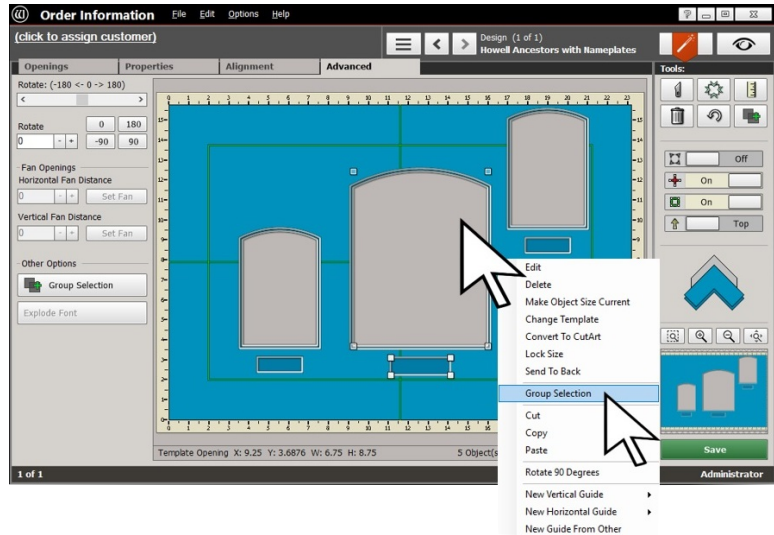 Order Information File Edit Options Help
(click to assign customer)
Design (1 of 1)
Howell Ancestors with Nameplates
Openings Properties Alignment Advanced
Tools:
Rotate: (-180 <- 0 -> 180)
Rotate 0 180
0 - + -90 90
Fan Openings
Horizontal Fan Distance
0 - + Set Fan
Vertical Fan Distance
0 - + Set Fan
Other Options
Group Selection
Explode Font
Off
On
On
Top
Edit
Delete
Make Object Size Current
Change Template
Convert To CutArt
Lock Size
Send To Back
Group Selection
Cut
Copy
Paste
Rotate 90 Degrees
New Vertical Guide
New Horizontal Guide
New Guide From Other
Template Opening X: 9.25 Y: 3.6876 W: 6.75 H: 8.75 5 Object(s
Save
1 of 1 Administrator